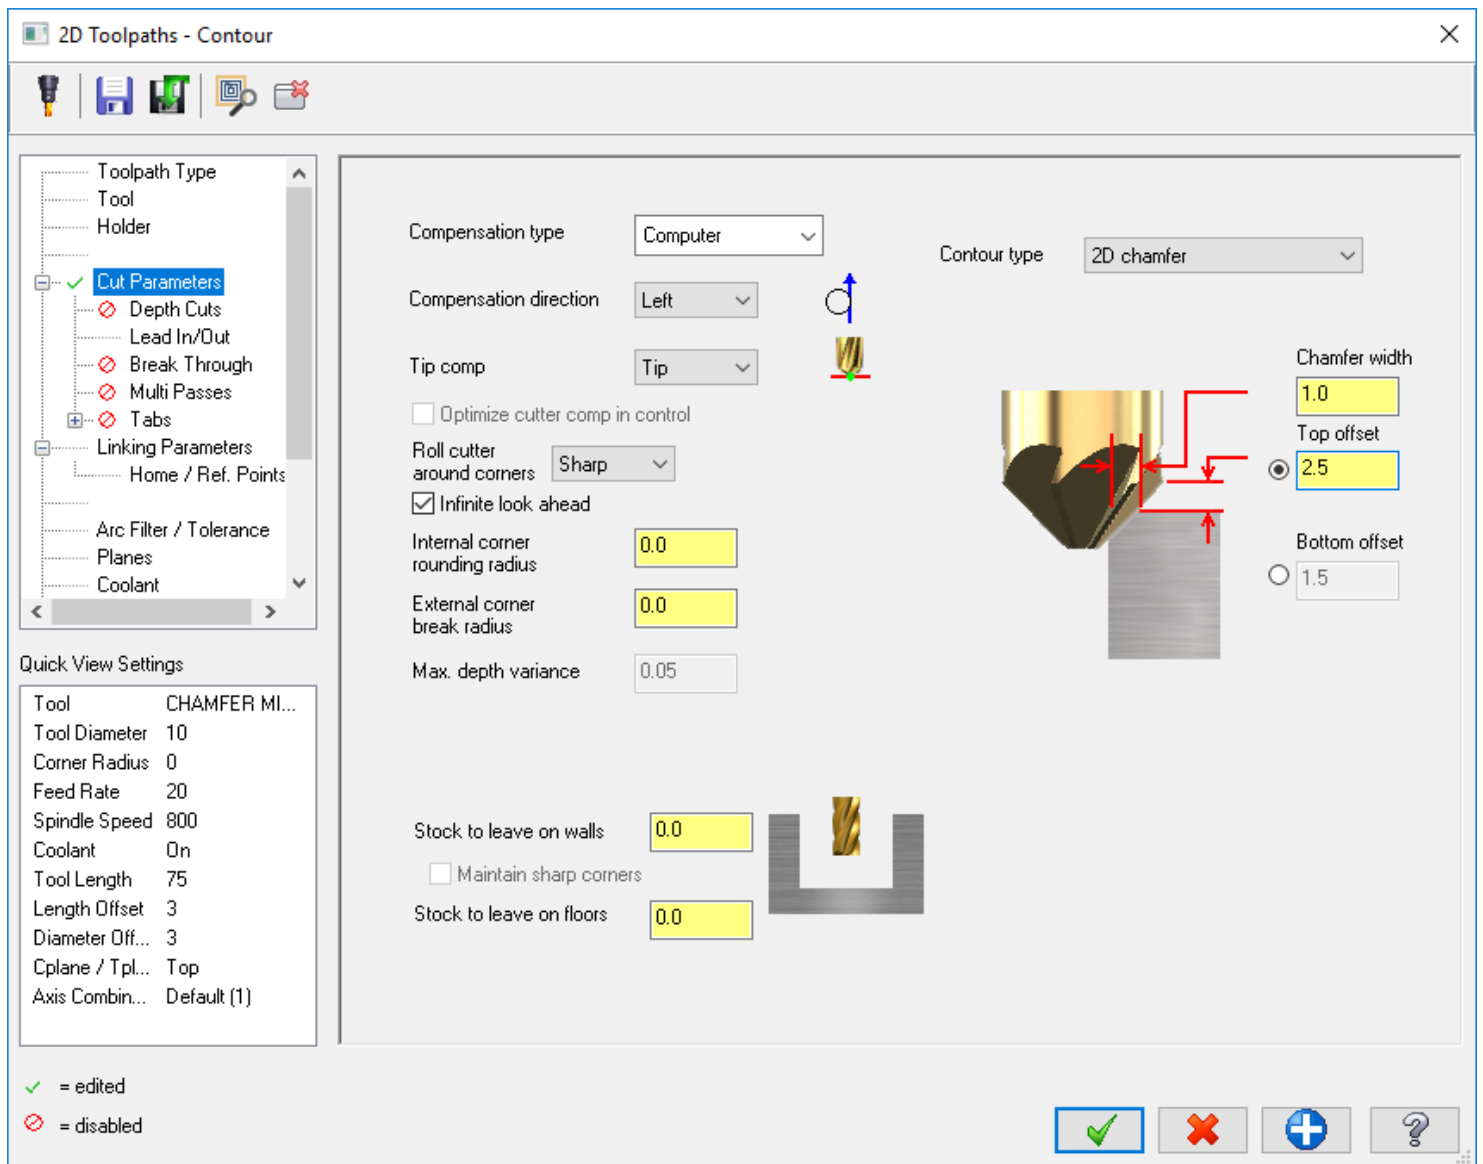 2D Toolpaths - Contour
Toolpath Type
Tool
Holder
Cut Parameters
Depth Cuts
Lead In/Out
Break Through
Multi Passes
Tabs
Linking Parameters
Home / Ref. Points
Arc Filter / Tolerance
Planes
Coolant
Quick View Settings
Tool CHAMFER MI...
Tool Diameter 10
Corner Radius 0
Feed Rate 20
Spindle Speed 800
Coolant On
Tool Length 75
Length Offset 3
Diameter Off... 3
Cplane / Tpl... Top
Axis Combin... Default (1)
= edited
= disabled
Compensation type Computer
Compensation direction Left
Tip comp Tip
Optimize cutter comp in control
Roll cutter
around corners Sharp
Infinite look ahead
Internal corner
rounding radius 0.0
External corner
break radius 0.0
Max. depth variance 0.05
Stock to leave on walls 0.0
Maintain sharp corners
Stock to leave on floors 0.0
Contour type 2D chamfer
Chamfer width
1.0
Top offset
2.5
Bottom offset
1.5